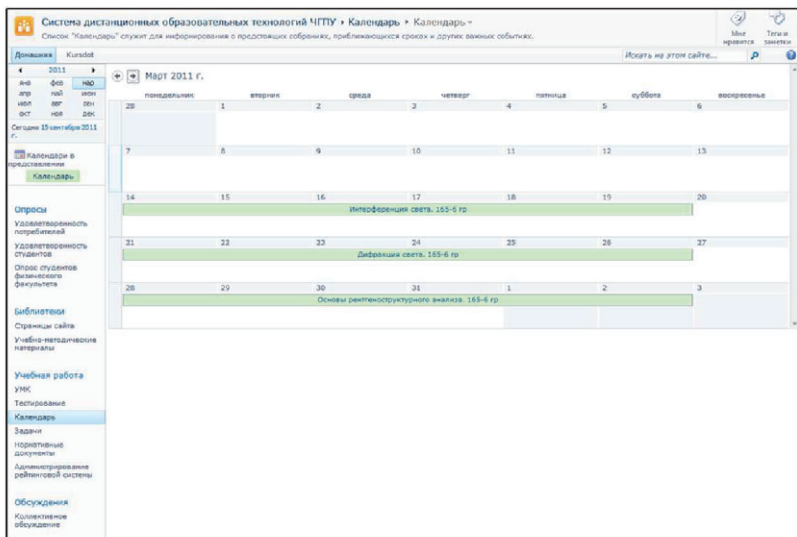 Система дистанционных образовательных технологий ЧГПУ › Календарь › Календарь
Список "Календарь" служит для информирования о предстоящих собраниях, приближающихся сроках и других важных событиях.
Мне нравится
Теги и заметки
Домашняя Kursdot
Искать на этом сайте...
2011
янв фев мар
апр май июн
июл авг сен
окт ноя дек
Сегодня 15 сентября 2011
г.
Календари в
представлении
Календарь
Опросы
Удовлетворенность
потребителей
Удовлетворенность
студентов
Опрос студентов
физического
факультета
Библиотеки
Страницы сайта
Учебно-методические
материалы
Учебная работа
УМК
Тестирование
Календарь
Задачи
Нормативные
документы
Администрирование
рейтинговой системы
Обсуждения
Коллективное
обсуждение
Март 2011 г.
понедельник вторник среда четверг пятница суббота воскресенье
28 1 2 3 4 5 6
7 8 9 10 11 12 13
14 15 16 17 18 19 20
Интерференция света. 165-6 гр
21 22 23 24 25 26 27
Дифракция света. 165-6 гр
28 29 30 31 1 2 3
Основы рентгеноструктурного анализа. 165-6 гр